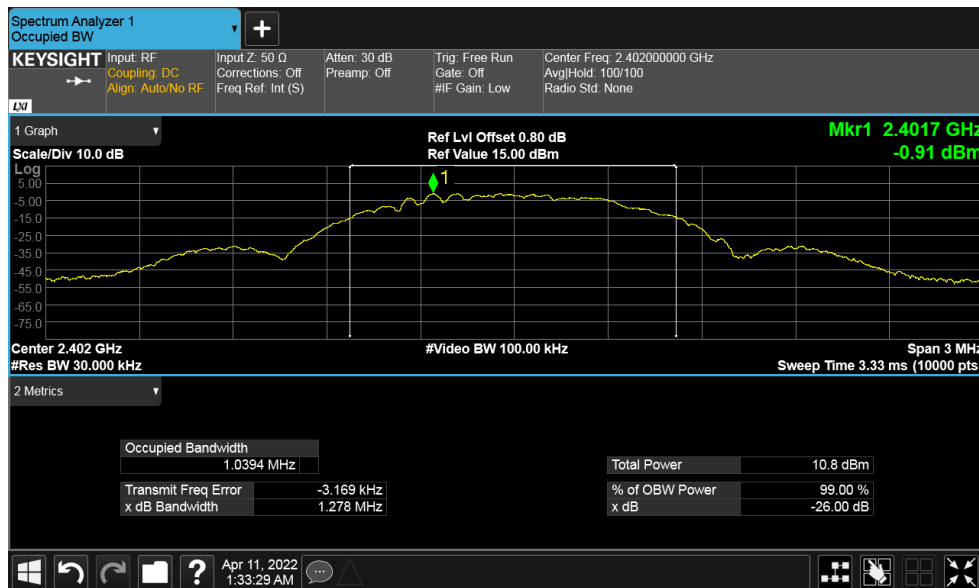 Spectrum Analyzer 1
Occupied BW
KEYSIGHT
LXI
Input: RF
Coupling: DC
Align: Auto/No RF
Input Z: 50 Ω
Corrections: Off
Freq Ref: Int (S)
Atten: 30 dB
Preamp: Off
Trig: Free Run
Gate: Off
#IF Gain: Low
Center Freq: 2.402000000 GHz
Avg|Hold: 100/100
Radio Std: None
1 Graph
Scale/Div 10.0 dB
Ref Lvl Offset 0.80 dB
Ref Value 15.00 dBm
Mkr1 2.4017 GHz
-0.91 dBm
Log
5.00
-5.00
-15.0
-25.0
-35.0
-45.0
-55.0
-65.0
-75.0
1
Center 2.402 GHz
#Res BW 30.000 kHz
#Video BW 100.00 kHz
Span 3 MHz
Sweep Time 3.33 ms (10000 pts
2 Metrics
Occupied Bandwidth
1.0394 MHz
Transmit Freq Error -3.169 kHz
x dB Bandwidth 1.278 MHz
Total Power 10.8 dBm
% of OBW Power 99.00 %
x dB -26.00 dB
Apr 11, 2022
1:33:29 AM